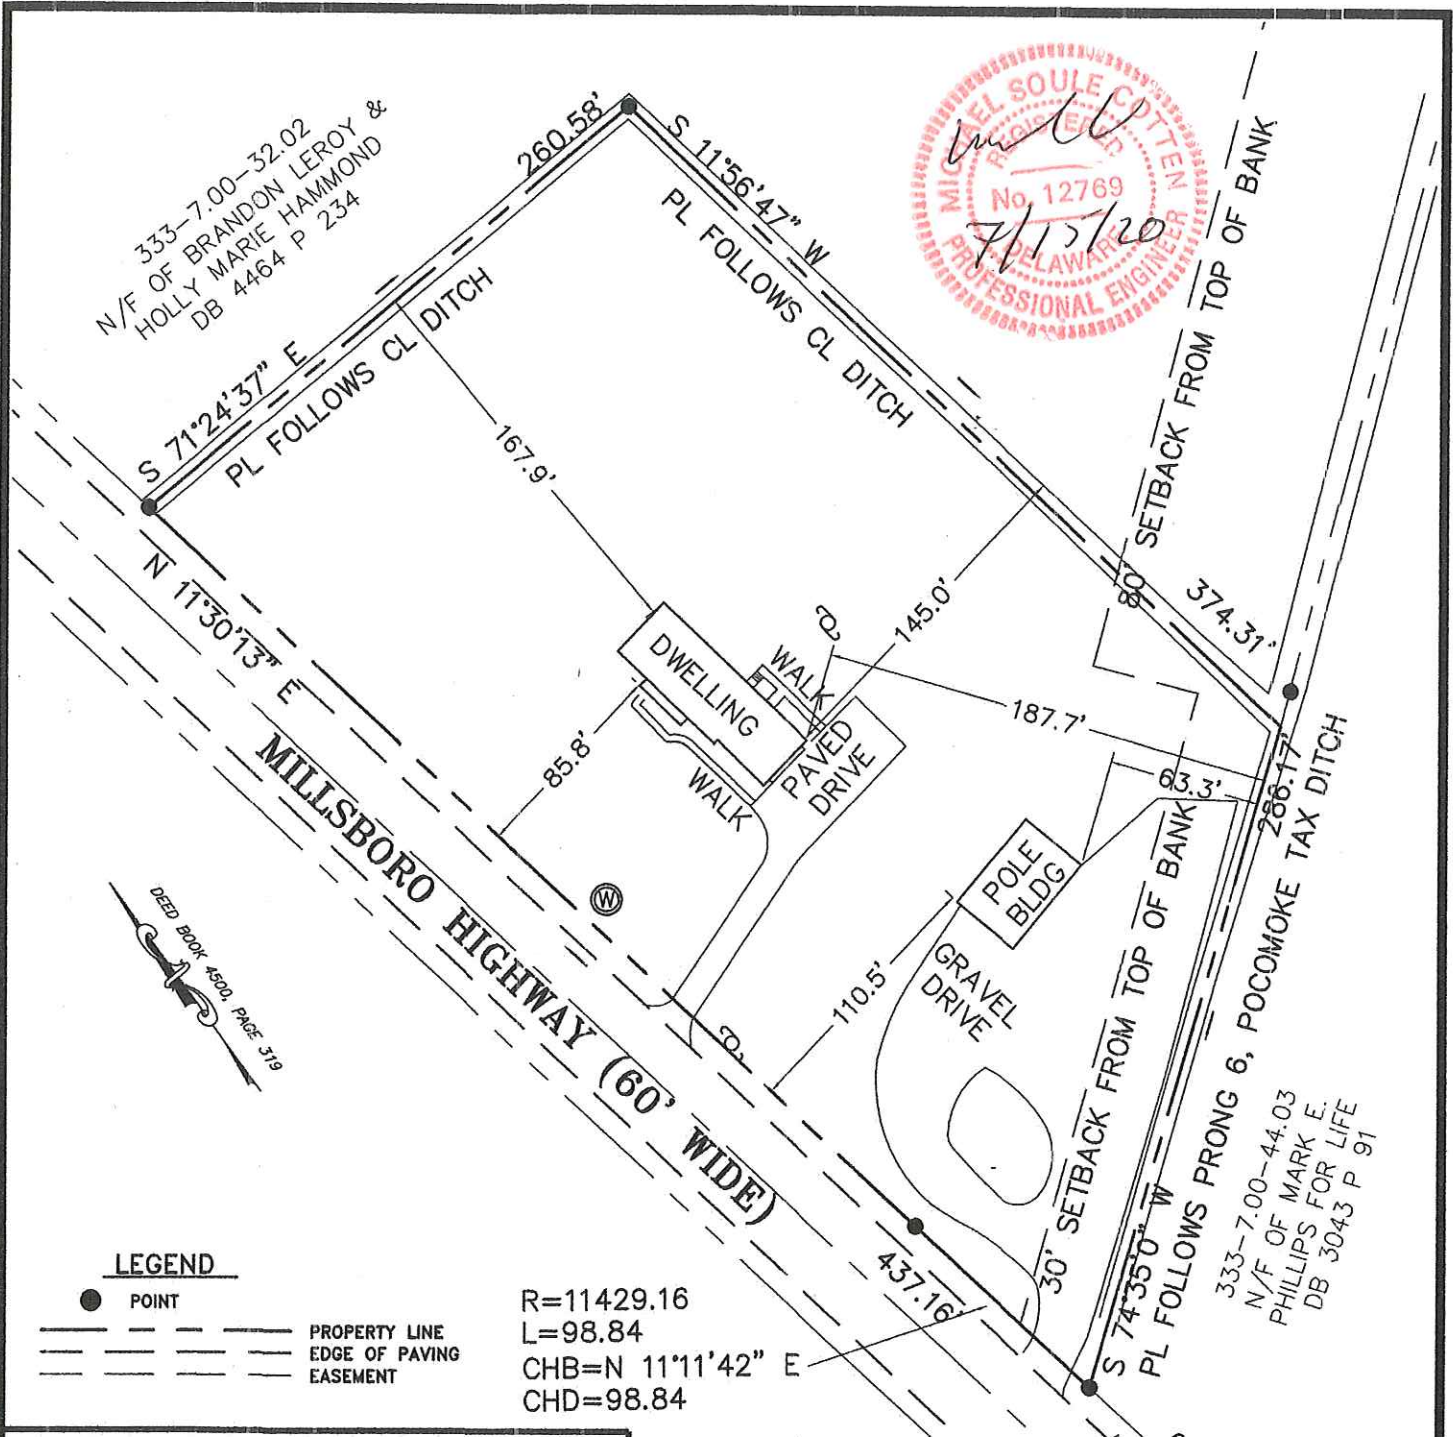 333-7.00-32.02
N/F OF BRANDON LEROY &
HOLLY MARIE HAMMOND
DB 4464 P 234
260.58'
S 11°56'47" W
PL FOLLOWS CL DITCH
S 71°24'37" E
PL FOLLOWS CL DITCH
MICHAEL SOULE COTTEN
REGISTERED
No. 12769
7/15/20
DELAWARE
PROFESSIONAL ENGINEER
80' SETBACK FROM TOP OF BANK
167.9'
145.0'
374.31'
N 11°30'13" E
DWELLING
WALK
187.7'
85.8'
WALK
PAVED
DRIVE
63.3'
MILLSBORO HIGHWAY (60' WIDE)
W
POLE
BLDG
110.5'
GRAVEL
DRIVE
DEED BOOK 4500, PAGE 319
30' SETBACK FROM TOP OF BANK
S 74°35'0" W
PL FOLLOWS PRONG 6, POCOMOKE TAX DITCH
333-7.00-44.03
N/F OF MARK E.
PHILLIPS FOR LIFE
DB 3043 P 91
437.16'
LEGEND
POINT
PROPERTY LINE
EDGE OF PAVING
EASEMENT
R=11429.16
L=98.84
CHB=N 11°11'42" E
CHD=98.84